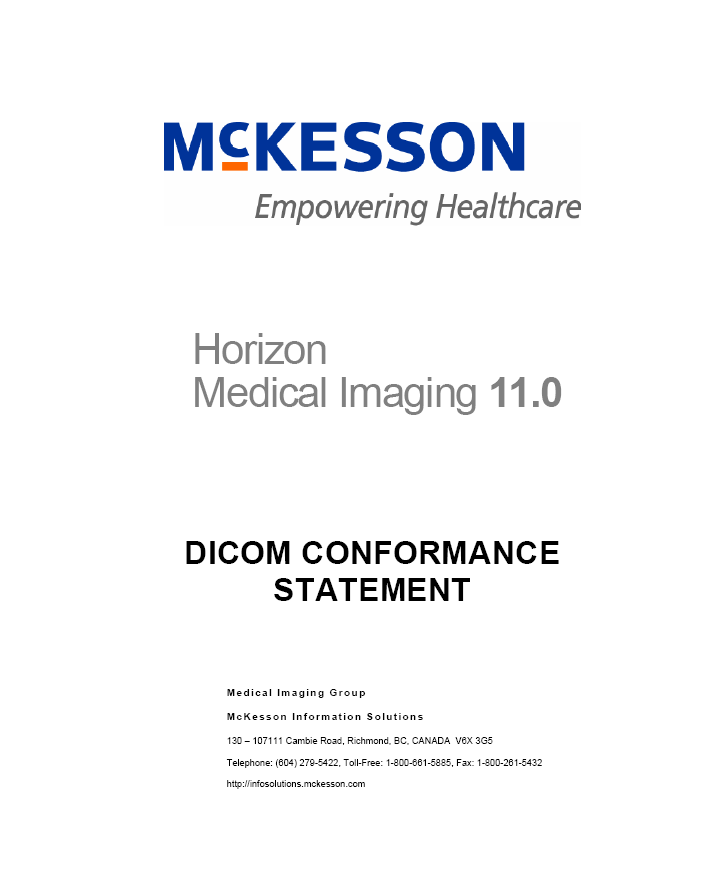 McKESSON
Empowering Healthcare
Horizon
Medical Imaging 11.0
DICOM CONFORMANCE
STATEMENT
Medical Imaging Group
McKesson Information Solutions
130 – 107111 Cambie Road, Richmond, BC, CANADA  V6X 3G5
Telephone: (604) 279-5422, Toll-Free: 1-800-661-5885, Fax: 1-800-261-5432
http://infosolutions.mckesson.com